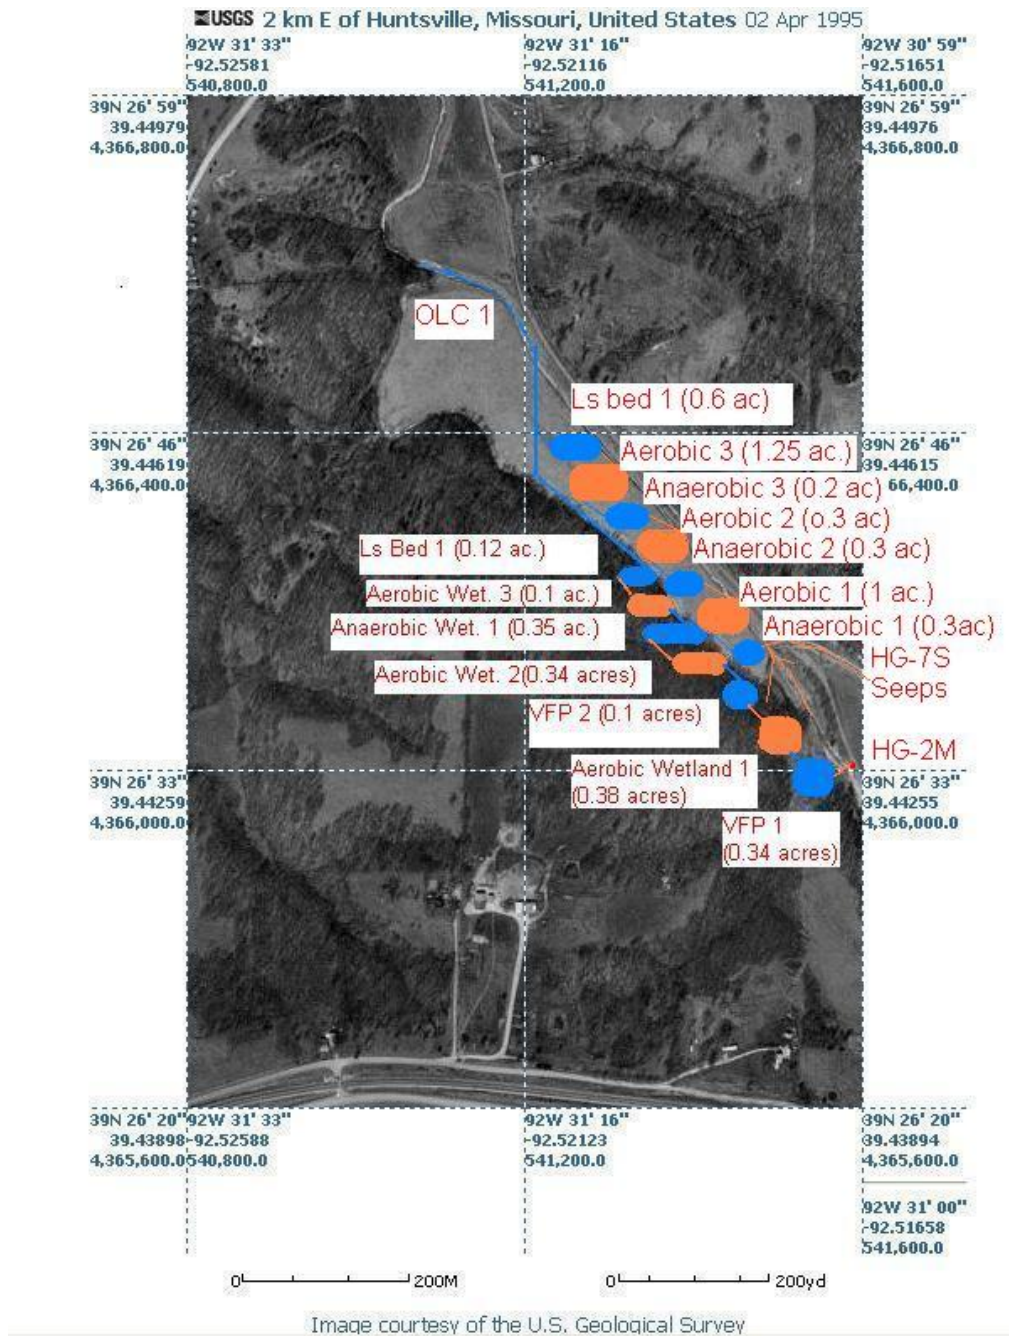 USGS 2 km E of Huntsville, Missouri, United States 02 Apr 1995
92W 31' 33" 92W 31' 16" 92W 30' 59"
-92.52581 -92.52116 -92.51651
540,800.0 541,200.0 541,600.0
39N 26' 59" 39N 26' 59"
39.44979 39.44976
4,366,800.0 4,366,800.0
OLC 1
Ls bed 1 (0.6 ac)
39N 26' 46" 39N 26' 46"
Aerobic 3 (1.25 ac.)
39.44619 39.44615
4,366,400.0 66,400.0
Anaerobic 3 (0.2 ac)
Aerobic 2 (o.3 ac)
Ls Bed 1 (0.12 ac.)
Anaerobic 2 (0.3 ac)
Aerobic Wet. 3 (0.1 ac.)
Aerobic 1 (1 ac.)
Anaerobic Wet. 1 (0.35 ac.)
Anaerobic 1 (0.3ac)
HG-7S
Seeps
Aerobic Wet. 2(0.34 acres)
VFP 2 (0.1 acres)
HG-2M
Aerobic Wetland 1
(0.38 acres)
39N 26' 33" 39N 26' 33"
39.44259 39.44255
4,366,000.0 4,366,000.0
VFP 1
(0.34 acres)
39N 26' 20" 92W 31' 33" 92W 31' 16" 39N 26' 20"
39.43898 -92.52588 -92.52123 39.43894
4,365,600.0 540,800.0 541,200.0 4,365,600.0
92W 31' 00"
-92.51658
541,600.0
0 200M 0 200yd
Image courtesy of the U.S. Geological Survey